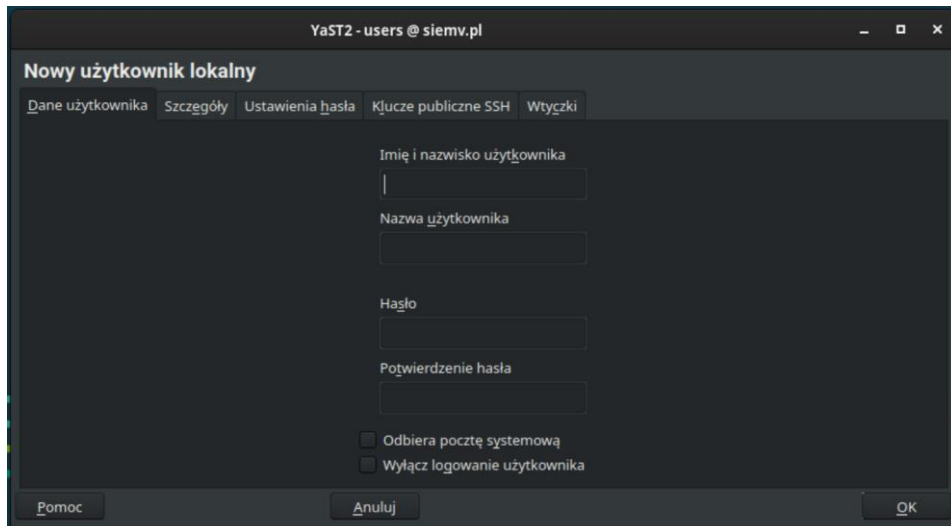 YaST2 - users @ siemv.pl
Nowy użytkownik lokalny
Dane użytkownika Szczegóły Ustawienia hasła Klucze publiczne SSH Wtyczki
Imię i nazwisko użytkownika
Nazwa użytkownika
Hasło
Potwierdzenie hasła
Odbiera pocztę systemową
Wyłącz logowanie użytkownika
Pomoc Anuluj OK